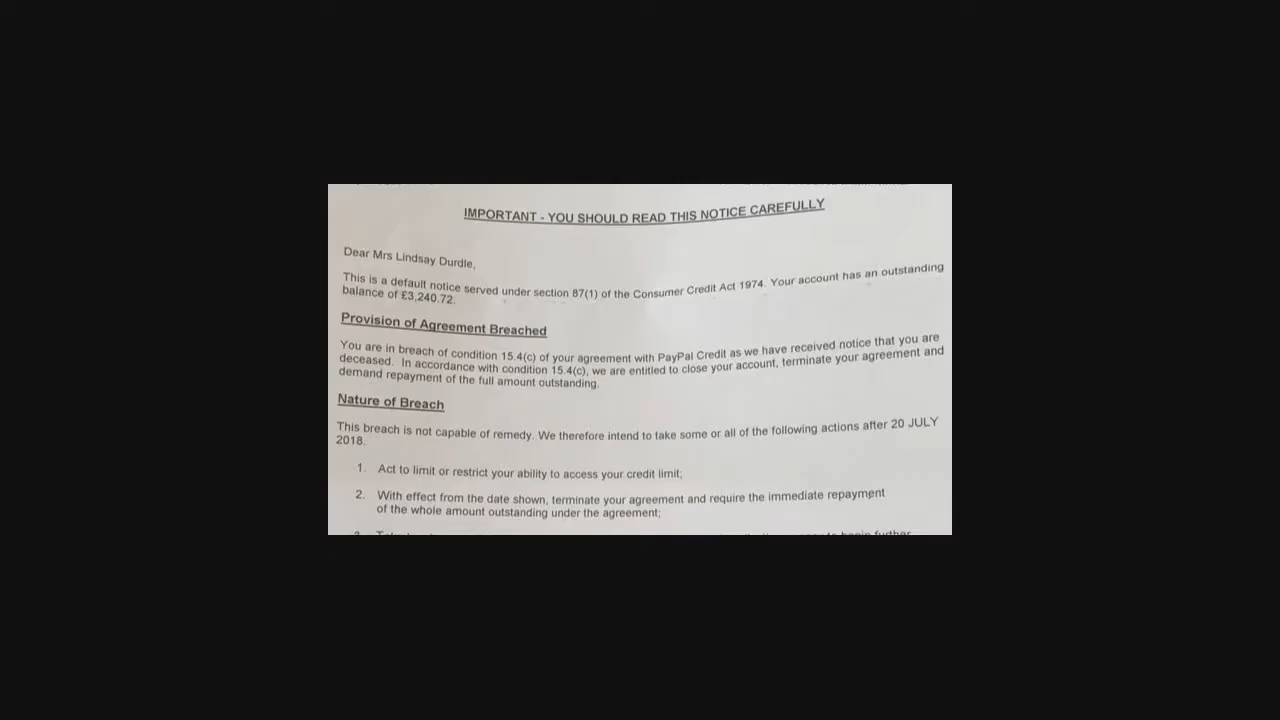 IMPORTANT - YOU SHOULD READ THIS NOTICE CAREFULLY
Dear Mrs Lindsay Durdle,
This is a default notice served under section 87(1) of the Consumer Credit Act 1974. Your account has an outstanding
balance of £3,240.72.
Provision of Agreement Breached
You are in breach of condition 15.4(c) of your agreement with PayPal Credit as we have received notice that you are
deceased. In accordance with condition 15.4(c), we are entitled to close your account, terminate your agreement and
demand repayment of the full amount outstanding.
Nature of Breach
This breach is not capable of remedy. We therefore intend to take some or all of the following actions after 20 JULY
2018.
1. Act to limit or restrict your ability to access your credit limit;
2. With effect from the date shown, terminate your agreement and require the immediate repayment
of the whole amount outstanding under the agreement;
begin further